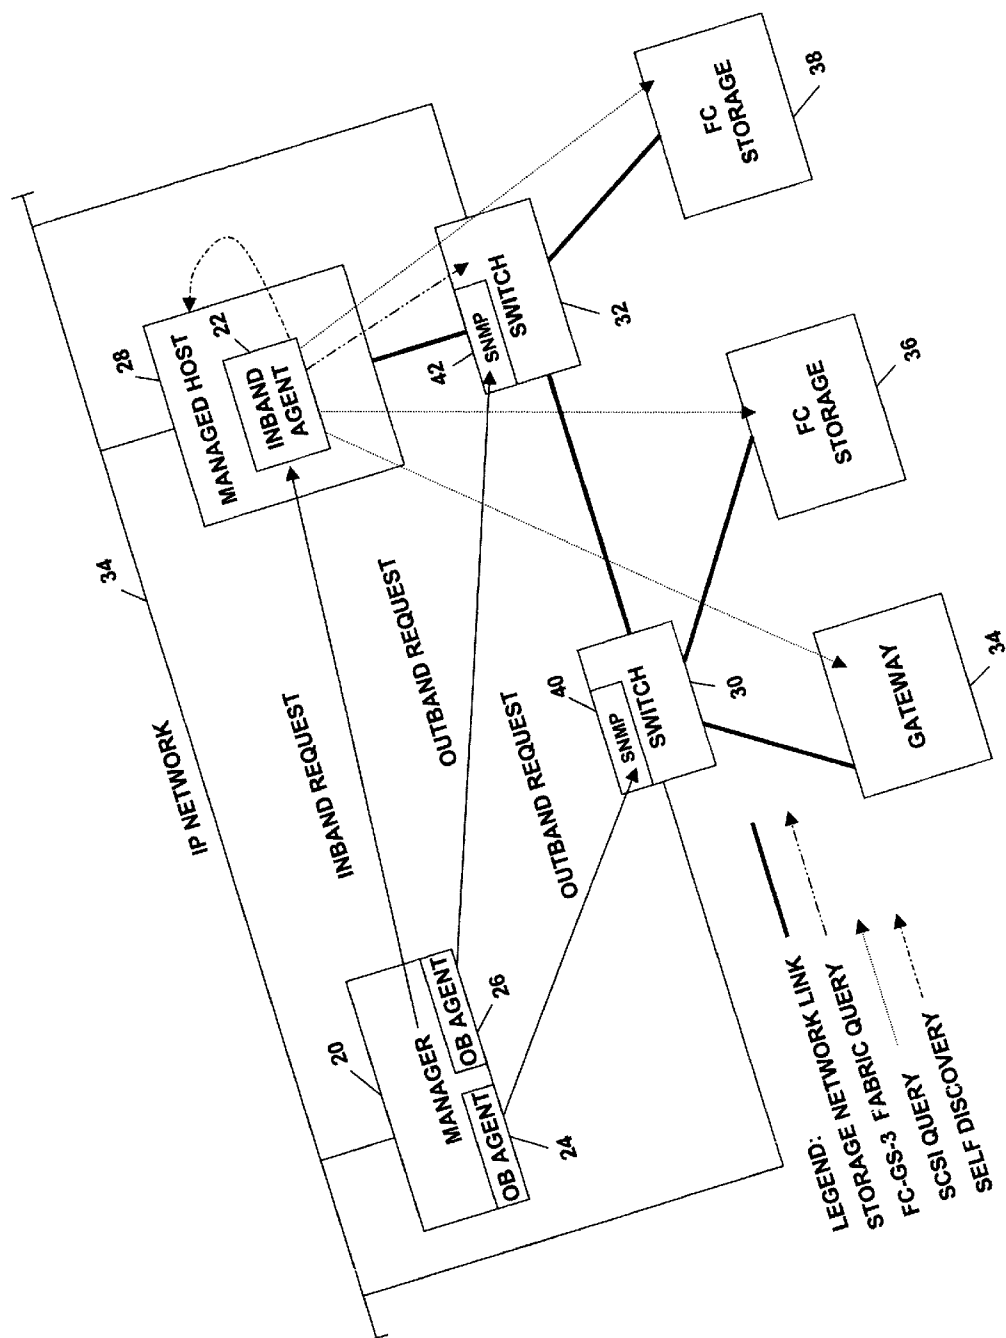 IP NETWORK
34
20
MANAGER
OB AGENT
24
OB AGENT
26
INBAND REQUEST
OUTBAND REQUEST
OUTBAND REQUEST
28
MANAGED HOST
22
INBAND
AGENT
42
SNMP
SWITCH
32
40
SNMP
SWITCH
30
FC
STORAGE
38
FC
STORAGE
36
GATEWAY
34
LEGEND:
STORAGE NETWORK LINK
FC-GS-3 FABRIC QUERY
SCSI QUERY
SELF DISCOVERY